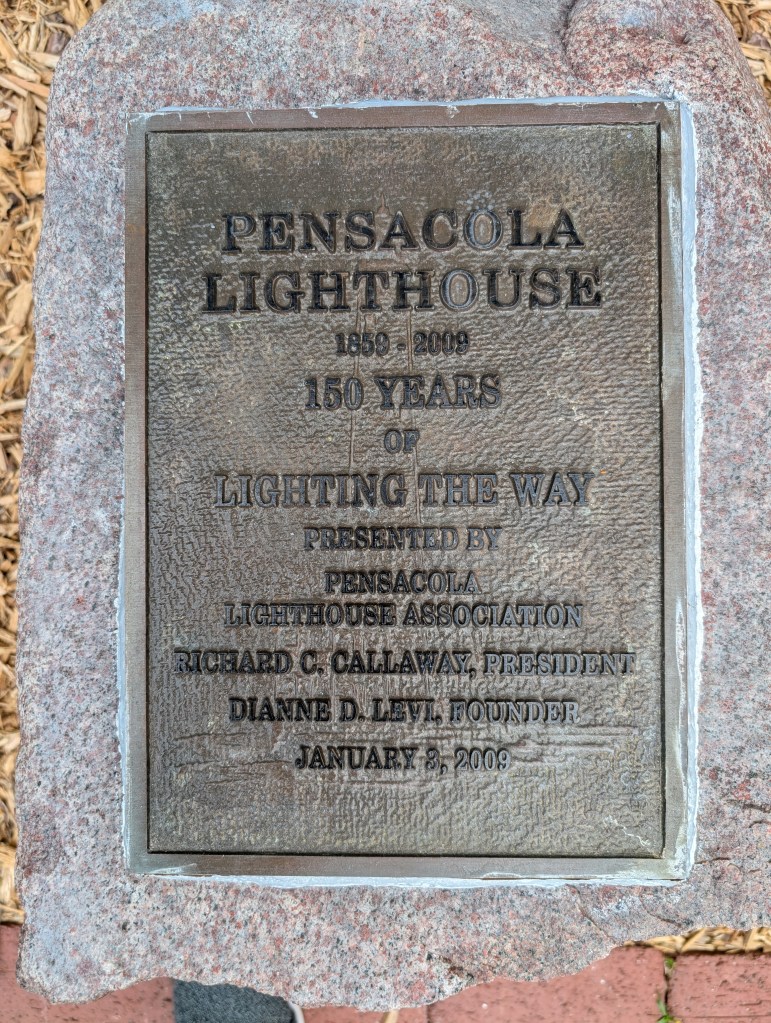 PENSACOLA
LIGHTHOUSE
1859 - 2009
150 YEARS
OF
LIGHTING THE WAY
PRESENTED BY
PENSACOLA
LIGHTHOUSE ASSOCIATION
RICHARD C. CALLAWAY, PRESIDENT
DIANNE D. LEVI, FOUNDER
JANUARY 3, 2009